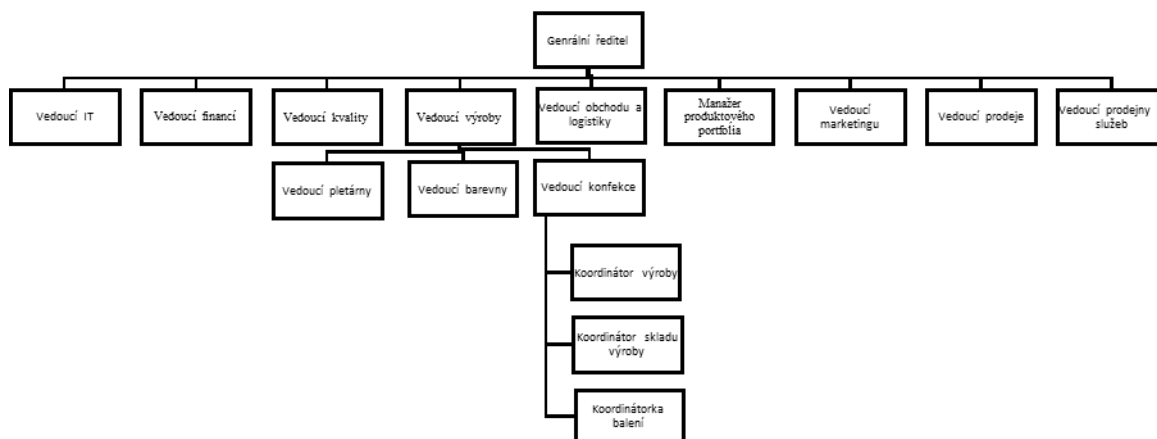 Genrální ředitel
Vedoucí IT
Vedoucí financí
Vedoucí kvality
Vedoucí výroby
Vedoucí obchodu a
logistiky
Manažer
produktového
portfolia
Vedoucí
marketingu
Vedoucí prodeje
Vedoucí prodejny
služeb
Vedoucí pletárny
Vedoucí barevny
Vedoucí konfekce
Koordinátor výroby
Koordinátor skladu
výroby
Koordinátorka
balení